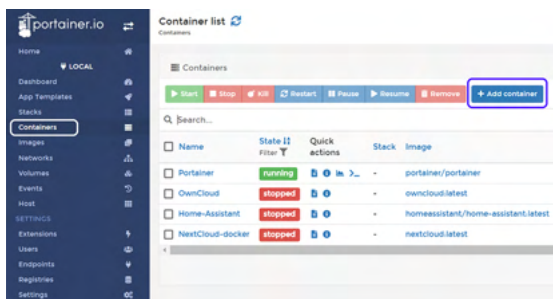 portainer.io
Home
LOCAL
Dashboard
App Templates
Stacks
Containers
Images
Networks
Volumes
Events
Host
SETTINGS
Extensions
Users
Endpoints
Registries
Settings
Container list
Containers
Containers
Start Stop Kill Restart Pause Resume Remove + Add container
Search...
Name State Filter Quick actions Stack Image
Portainer running - portainer/portainer
OwnCloud stopped - owncloud:latest
Home-Assistant stopped - homeassistant/home-assistant:latest
NextCloud-docker stopped - nextcloud:latest